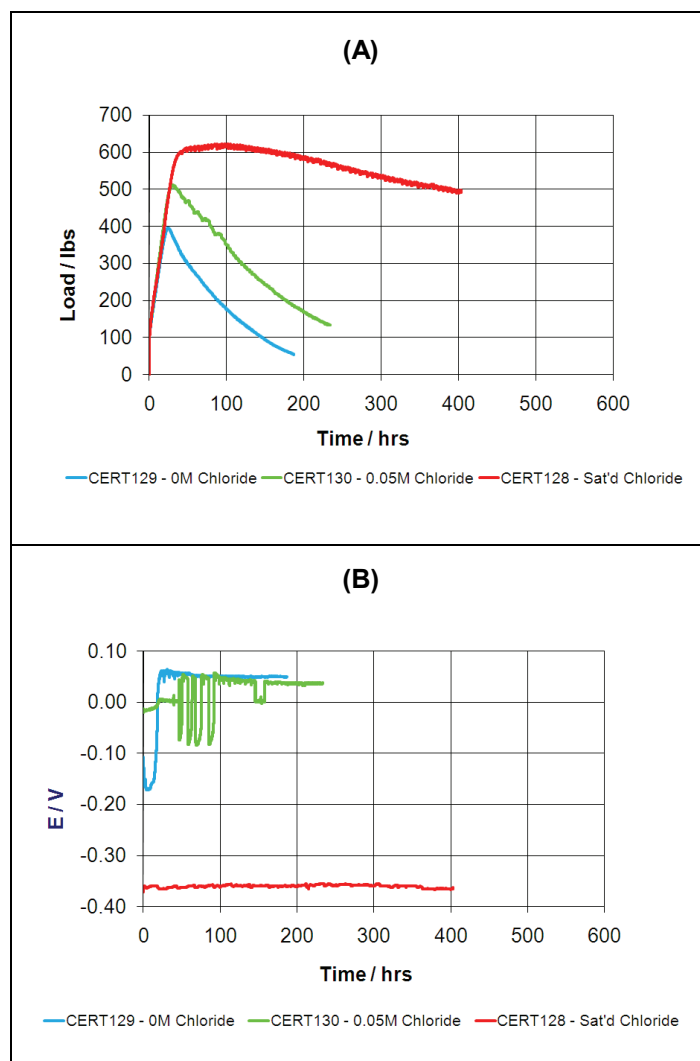 (A)
700
600
500
400
300
200
100
0
Load / lbs
0 100 200 300 400 500 600
Time / hrs
CERT129 - 0M Chloride CERT130 - 0.05M Chloride CERT128 - Sat'd Chloride
(B)
0.10
0.00
-0.10
-0.20
-0.30
-0.40
E / V
0 100 200 300 400 500 600
Time / hrs
CERT129 - 0M Chloride CERT130 - 0.05M Chloride CERT128 - Sat'd Chloride